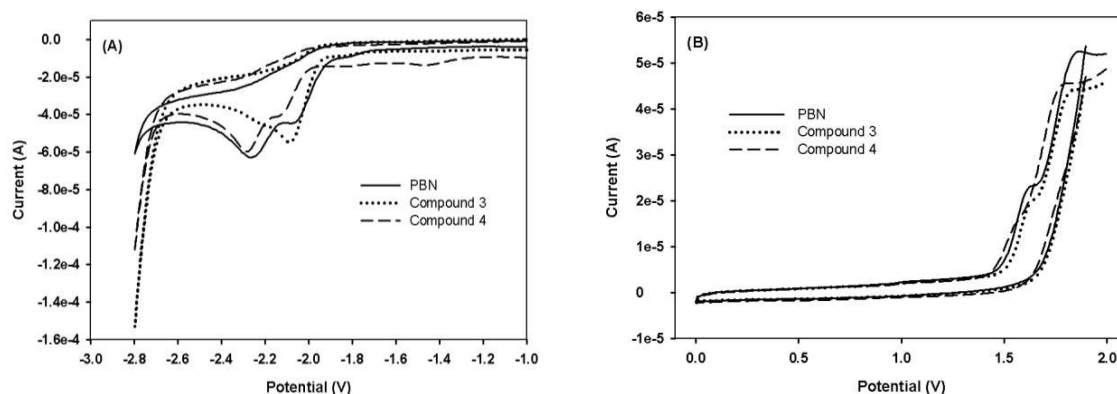 (A)
0.0
-2.0e-5
-4.0e-5
-6.0e-5
-8.0e-5
-1.0e-4
-1.2e-4
-1.4e-4
-1.6e-4
Current (A)
PBN
Compound 3
Compound 4
-3.0 -2.8 -2.6 -2.4 -2.2 -2.0 -1.8 -1.6 -1.4 -1.2 -1.0
Potential (V)
(B)
6e-5
5e-5
4e-5
3e-5
2e-5
1e-5
0
-1e-5
Current (A)
PBN
Compound 3
Compound 4
0.0 0.5 1.0 1.5 2.0
Potential (V)